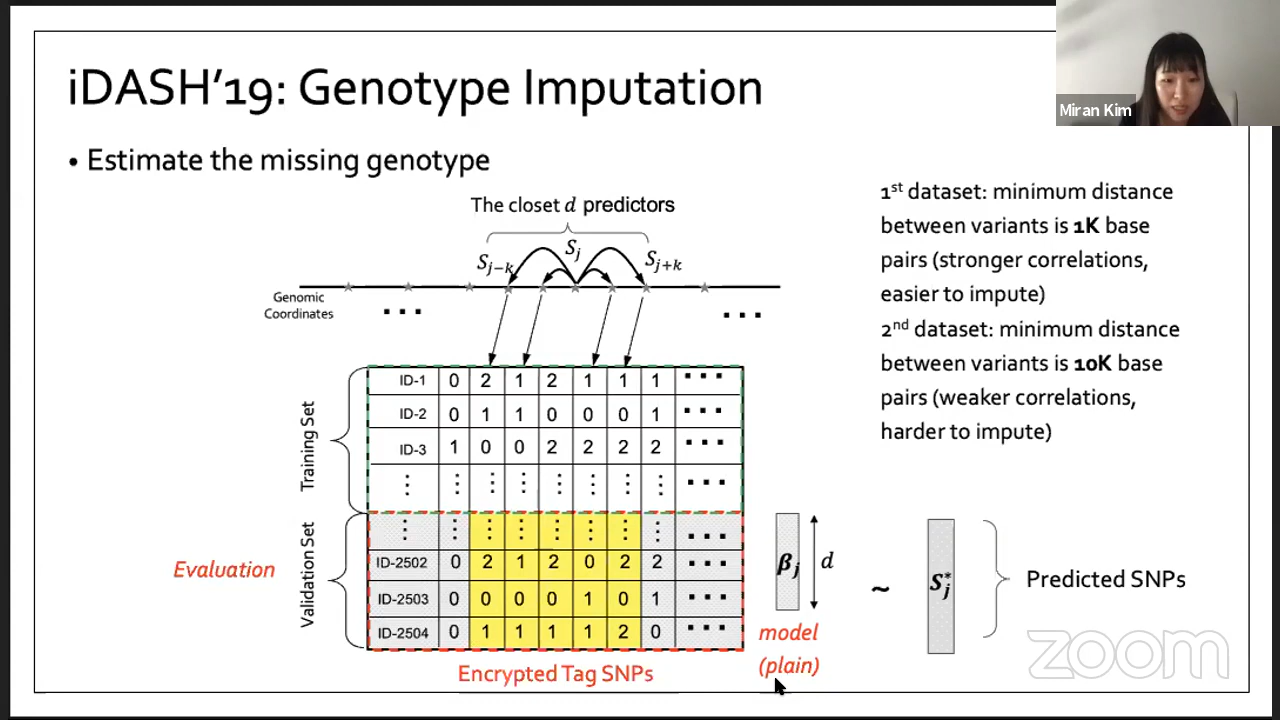 iDASH’19: Genotype Imputation
Miran Kim
• Estimate the missing genotype
The closet d predictors
S_{j-k}
S_j
S_{j+k}
Genomic
Coordinates
...
...
1st dataset: minimum distance
between variants is 1K base
pairs (stronger correlations,
easier to impute)
2nd dataset: minimum distance
between variants is 10K base
pairs (weaker correlations,
harder to impute)
Training Set
ID-1 0 2 1 2 1 1 1 ...
ID-2 0 1 1 0 0 0 1 ...
ID-3 1 0 0 2 2 2 2 ...
⋮ ⋮ ⋮ ⋮ ⋮ ⋮ ⋮ ⋮ ...
Evaluation
Validation Set
⋮ ⋮ ⋮ ⋮ ⋮ ⋮ ⋮ ⋮ ...
ID-2502 0 2 1 2 0 2 2 ...
ID-2503 0 0 0 0 1 0 1 ...
ID-2504 0 1 1 1 1 2 0 ...
Encrypted Tag SNPs
β_j
d
model
(plain)
~
S_j^*
Predicted SNPs
zoom